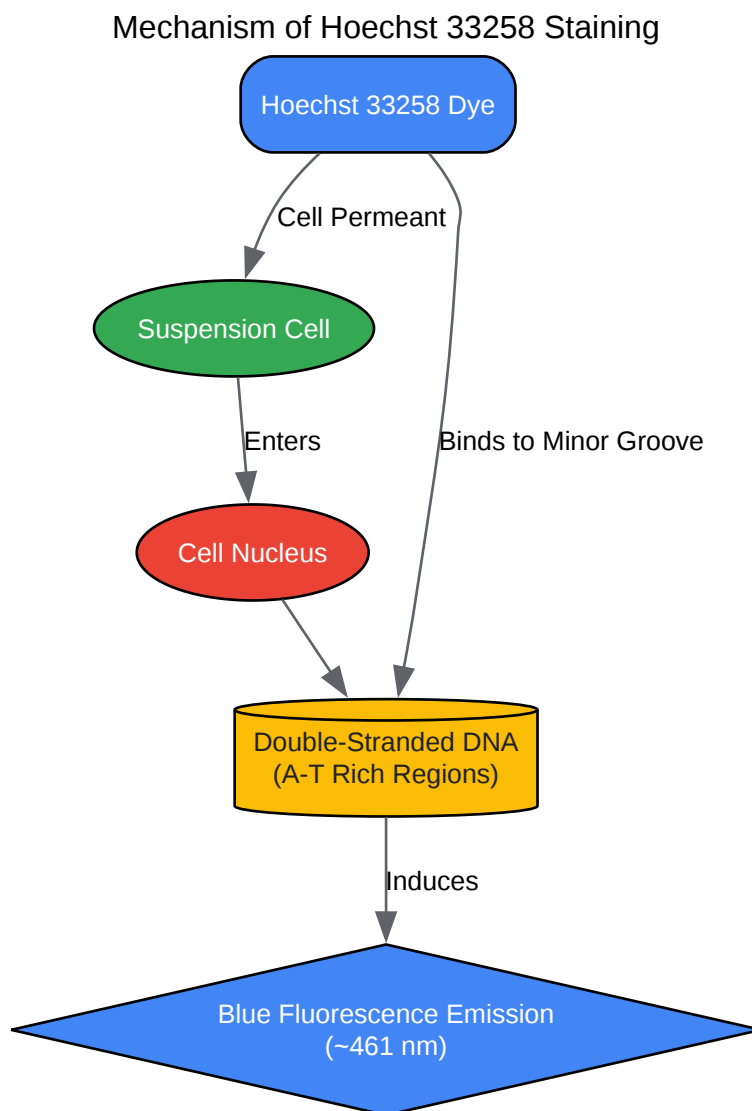 Mechanism of Hoechst 33258 Staining
Hoechst 33258 Dye
Cell Permeant
Suspension Cell
Enters
Binds to Minor Groove
Cell Nucleus
Double-Stranded DNA
(A-T Rich Regions)
Induces
Blue Fluorescence Emission
(~461 nm)